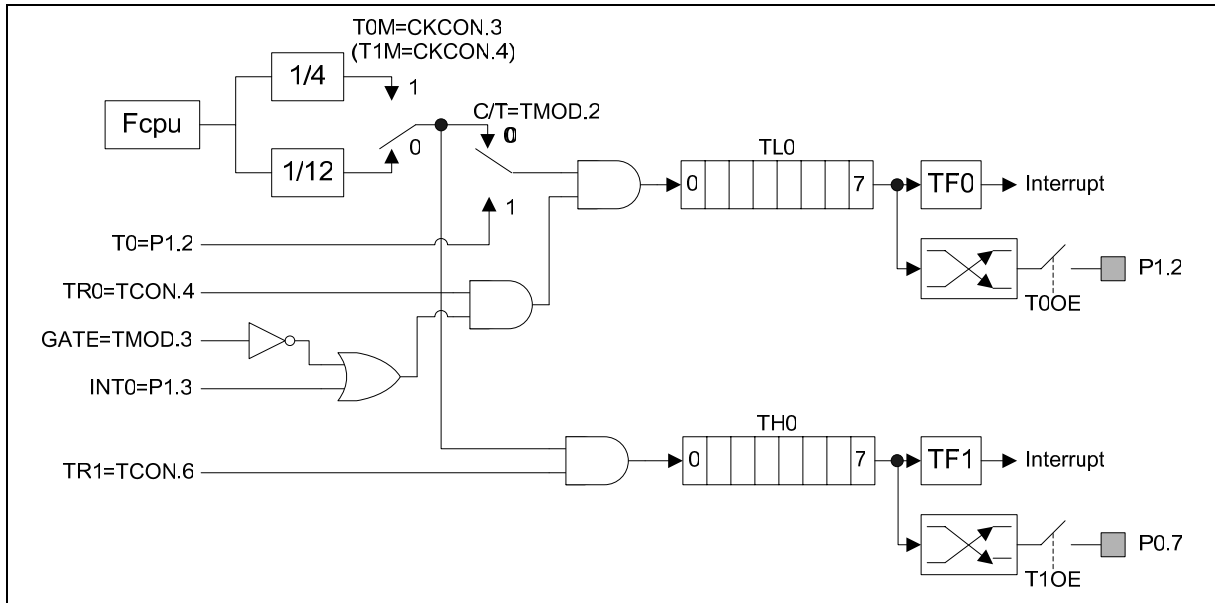 T0M=CKCON.3
(T1M=CKCON.4)
1/4
1
Fcpu
C/T=TMOD.2
0
0
1/12
TL0
0
7
TF0
Interrupt
1
T0=P1.2
P1.2
T0OE
TR0=TCON.4
GATE=TMOD.3
INT0=P1.3
TH0
TR1=TCON.6
0
7
TF1
Interrupt
P0.7
T1OE